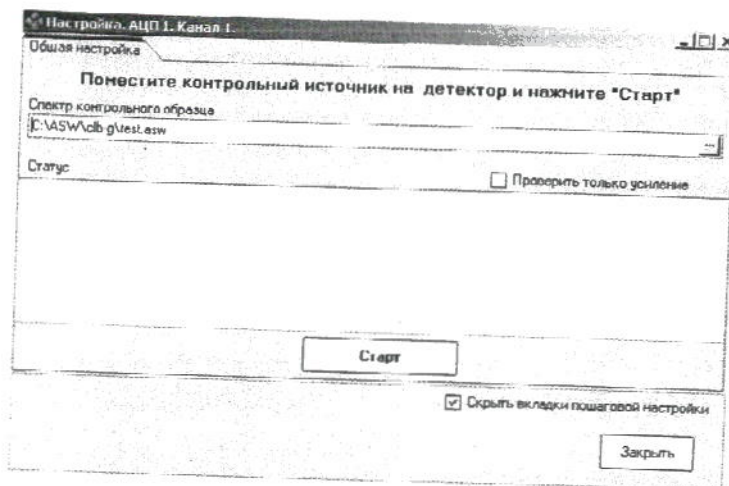 Настройка. АЦП 1. Канал 1.
Общая настройка
Поместите контрольный источник на детектор и нажмите "Старт"
Спектр контрольного образца
C:\ASW\clb-g\test.asw
...
Статус
Проверить только усиление
Старт
Скрыть вкладки пошаговой настройки
Закрыть